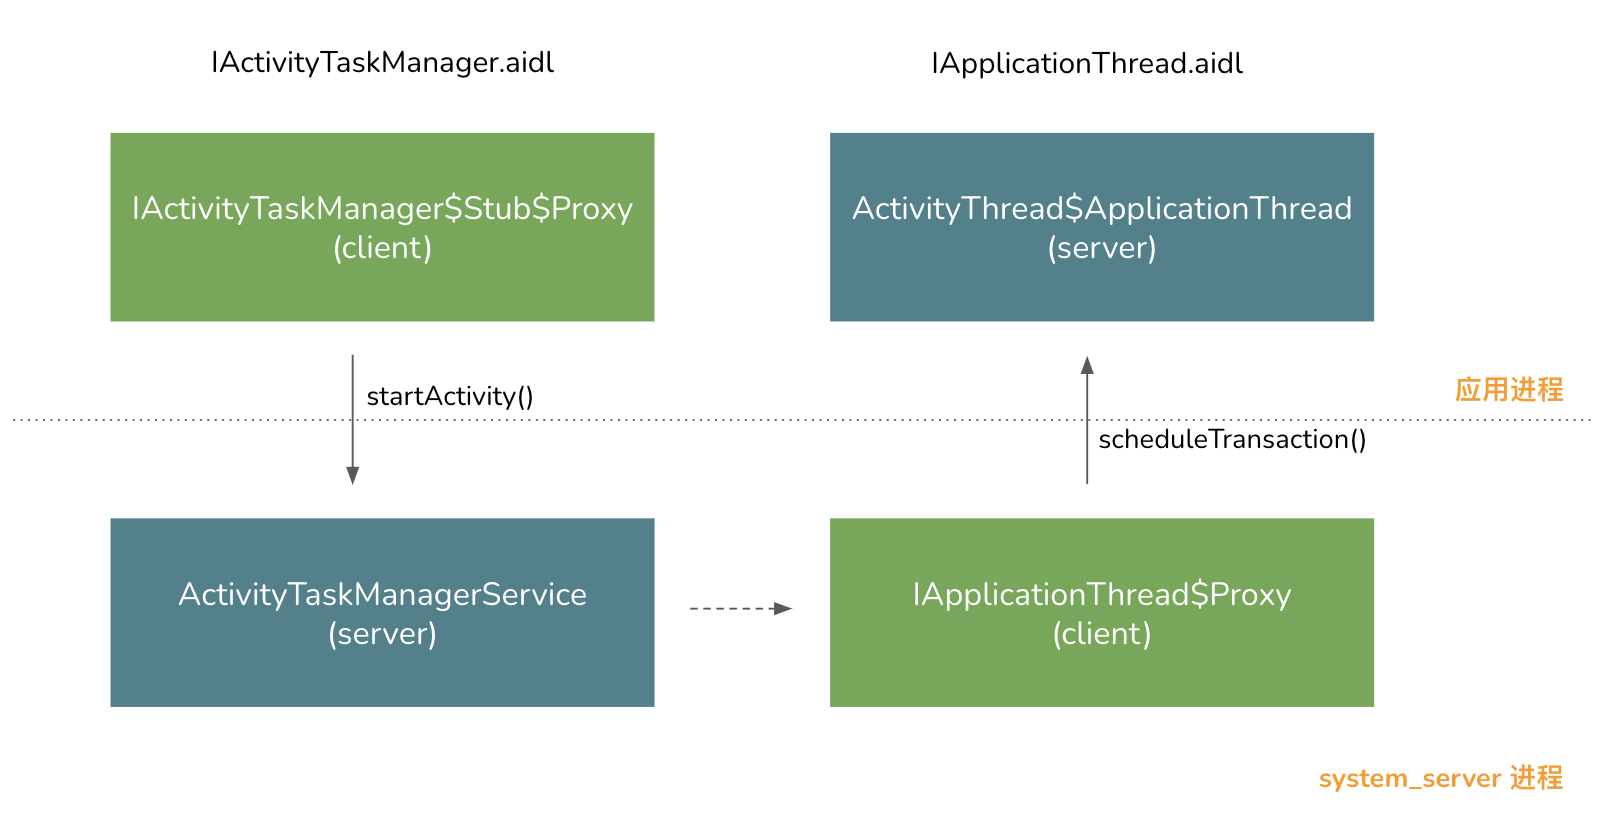 IActivityTaskManager.aidl
IApplicationThread.aidl
IActivityTaskManager$Stub$Proxy
(client)
ActivityThread$ApplicationThread
(server)
startActivity()
应用进程
scheduleTransaction()
ActivityTaskManagerService
(server)
IApplicationThread$Proxy
(client)
system_server 进程